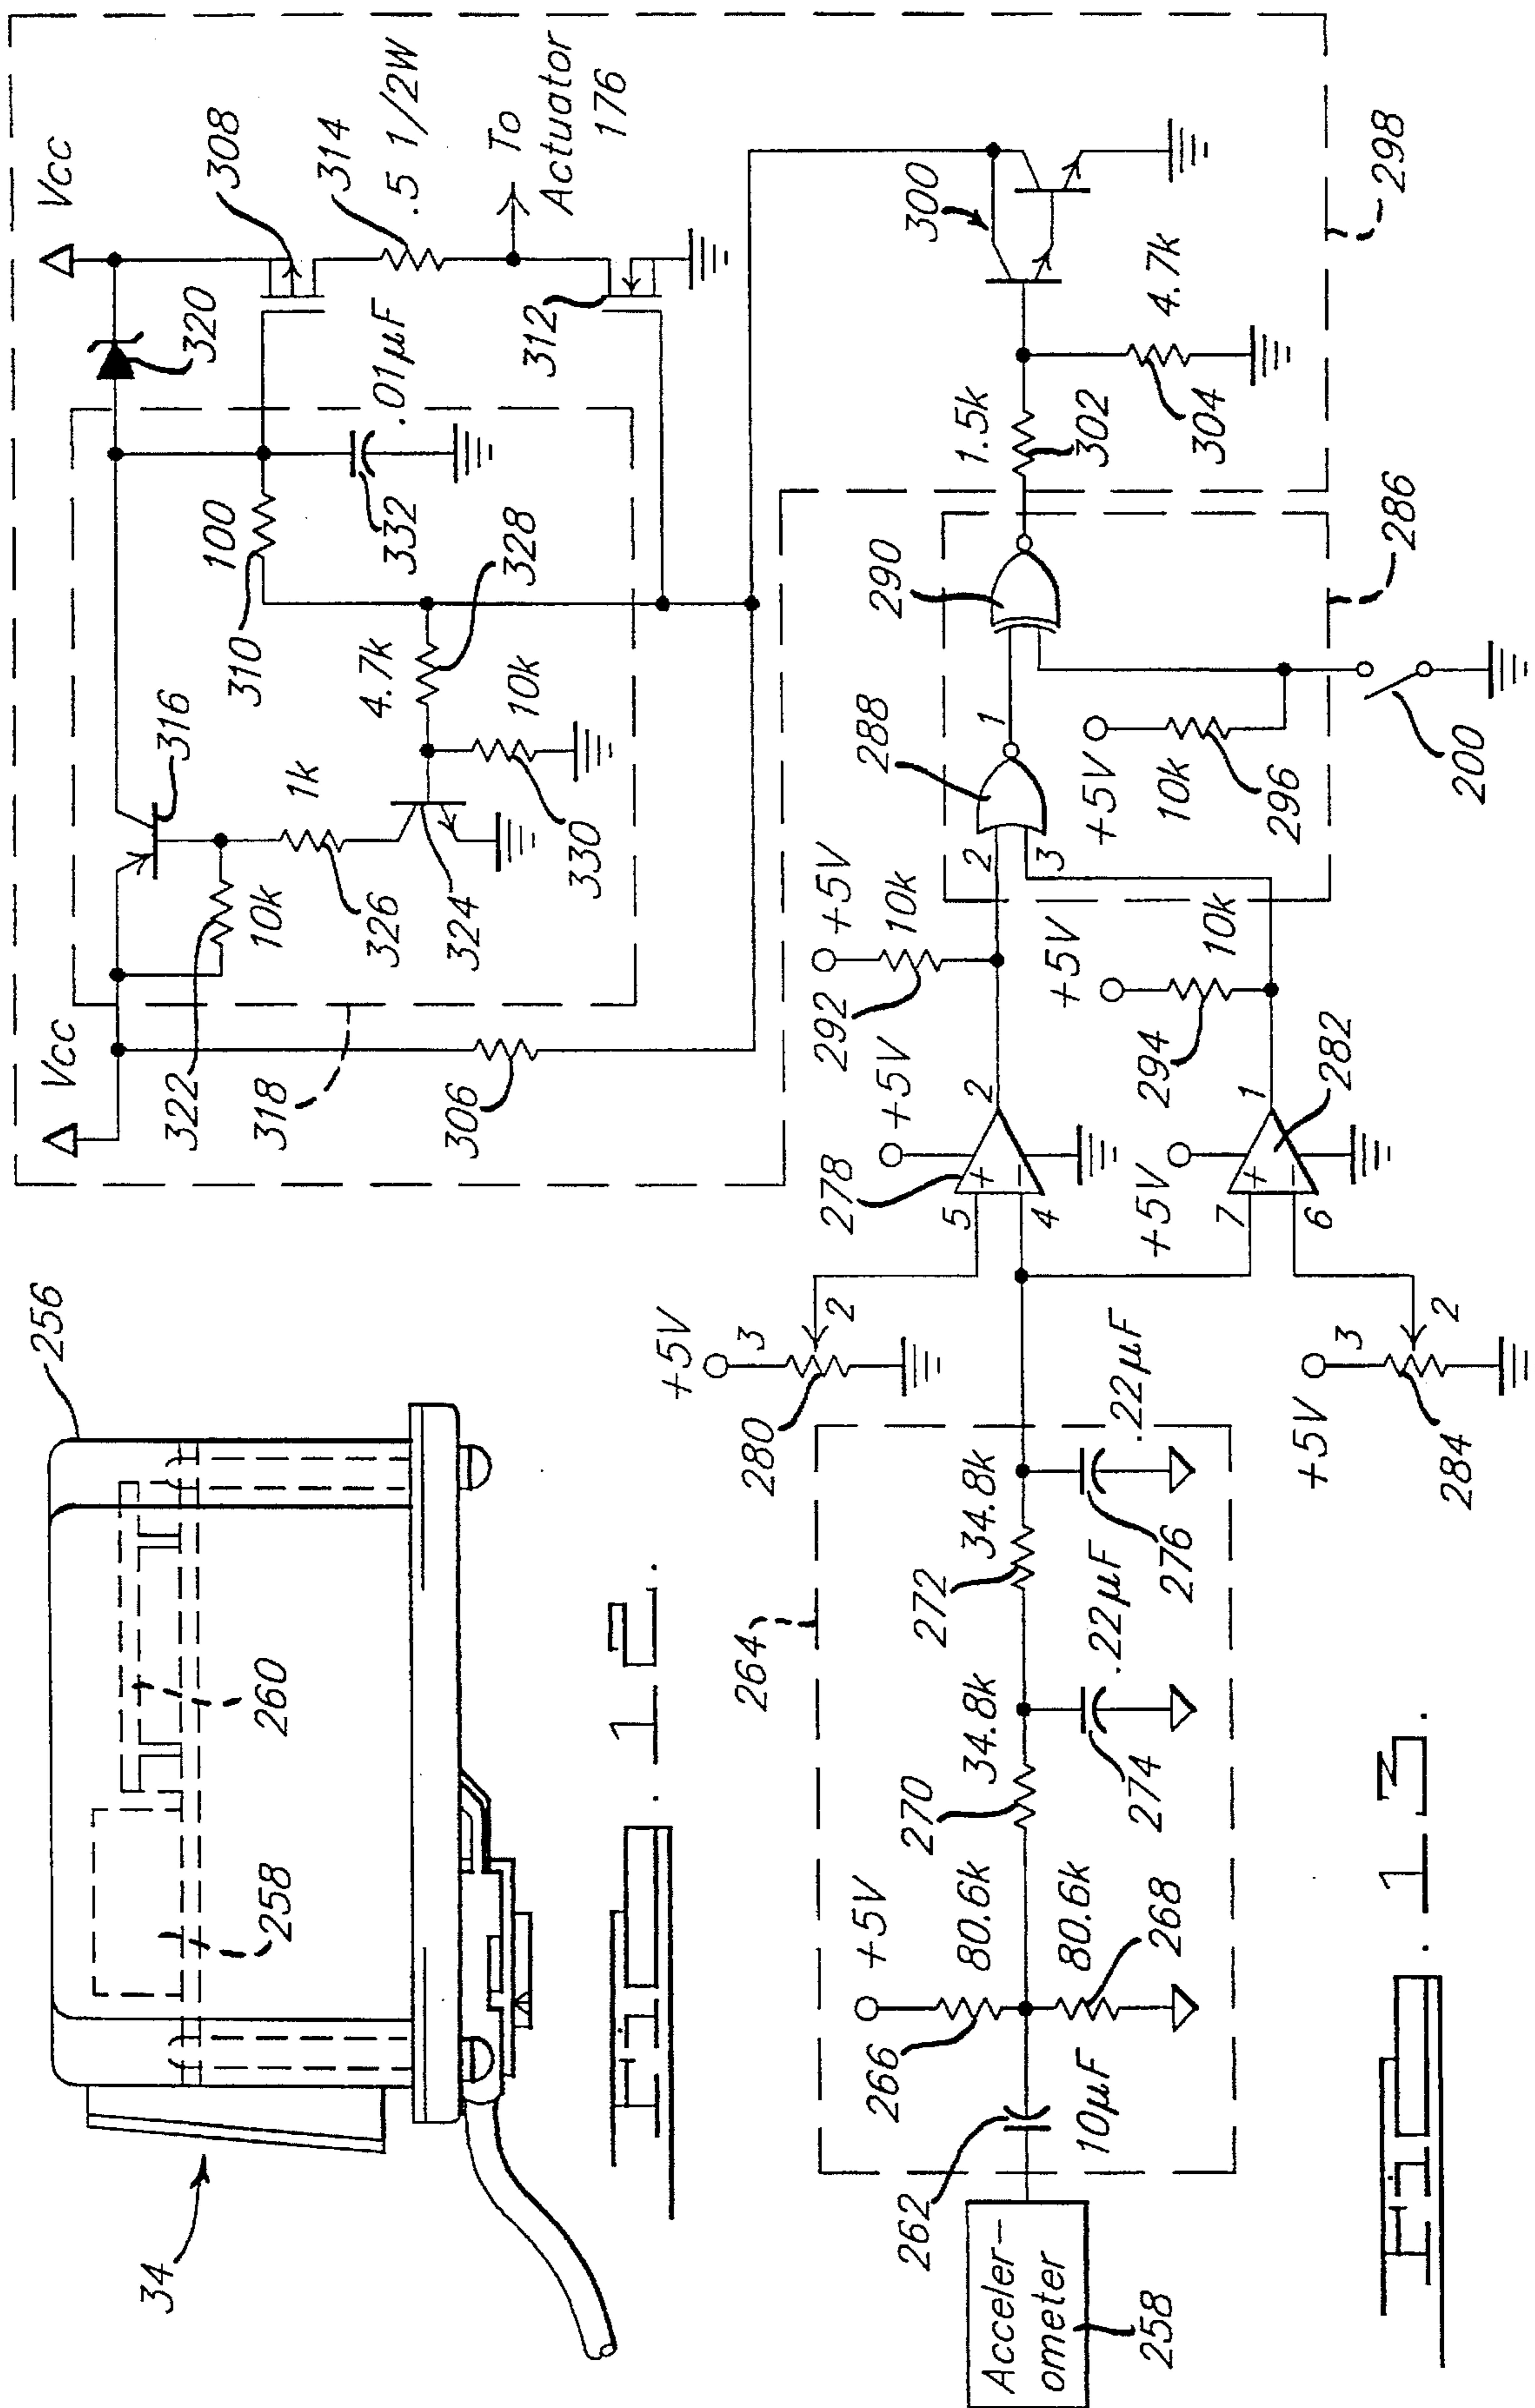 34
256
258
260
Fig. 12.
Vcc
Vcc
322
10k
316
320
308
314
.5 1/2W
To
Actuator
176
318
1k
326
324
310
100
.01µF
332
312
4.7k
328
10k
330
306
300
298
1.5k
302
4.7k
304
264
280
+5V
3
2
278
+5V
5
4
2
292
+5V
10k
288
2
3
1
290
286
+5V
10k
296
200
+5V
10k
294
+5V
7
6
1
282
+5V
3
2
284
Acceler-
ometer
258
262
10µF
266
+5V
80.6k
80.6k
268
270
34.8k
272
34.8k
274
.22µF
276
.22µF
+
−
+
−
Fig. 13.